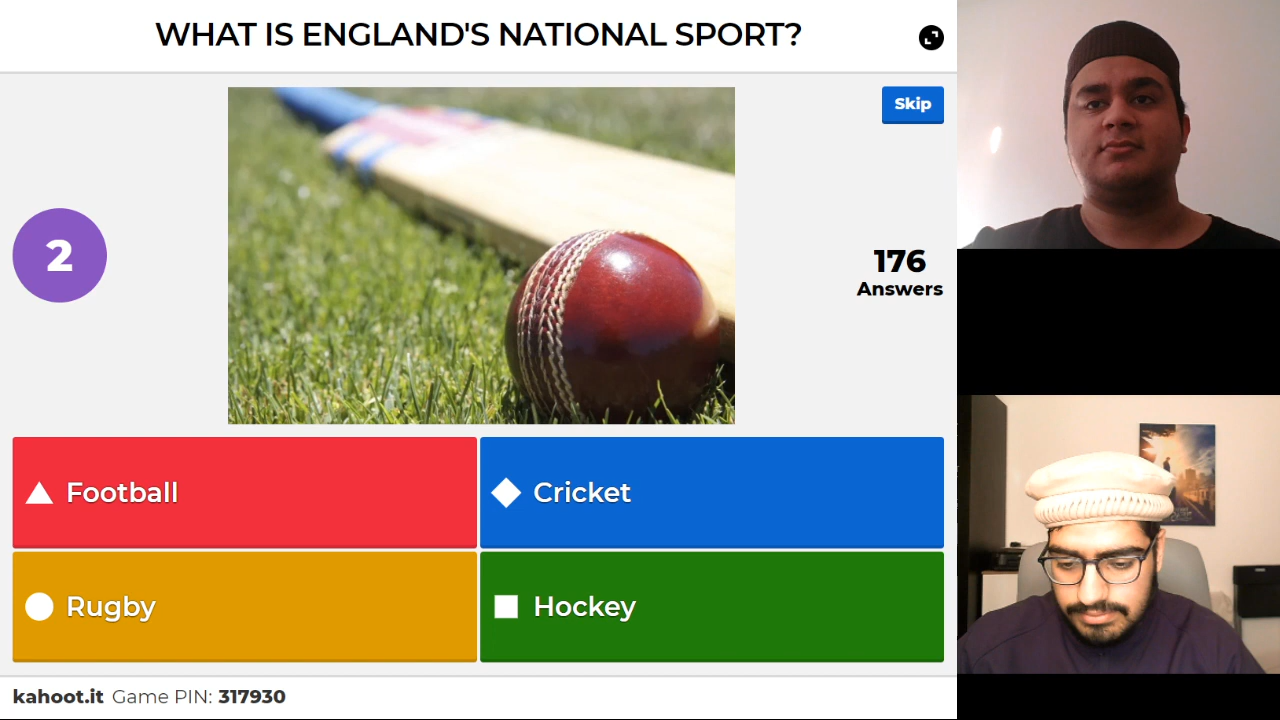 WHAT IS ENGLAND'S NATIONAL SPORT?
Skip
2
176
Answers
Football
Cricket
Rugby
Hockey
kahoot.it Game PIN: 317930